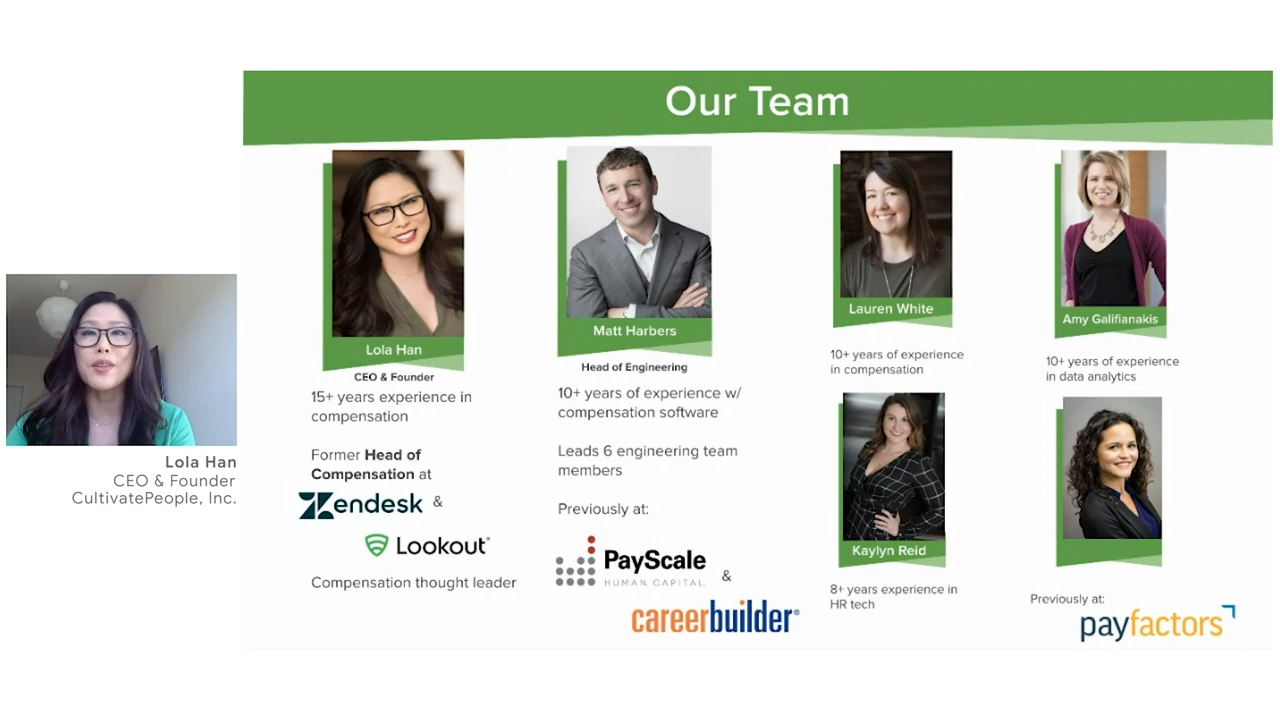 Our Team
Lola Han
CEO & Founder
15+ years experience in
compensation
Former Head of
Compensation at
Zendesk &
Lookout®
Compensation thought leader
Matt Harbers
Head of Engineering
10+ years of experience w/
compensation software
Leads 6 engineering team
members
Previously at:
PayScale
HUMAN. CAPITAL.
&
careerbuilder®
Lauren White
10+ years of experience
in compensation
Amy Galifianakis
10+ years of experience
in data analytics
Kaylyn Reid
8+ years experience in
HR tech
Previously at:
payfactors
Lola Han
CEO & Founder
CultivatePeople, Inc.